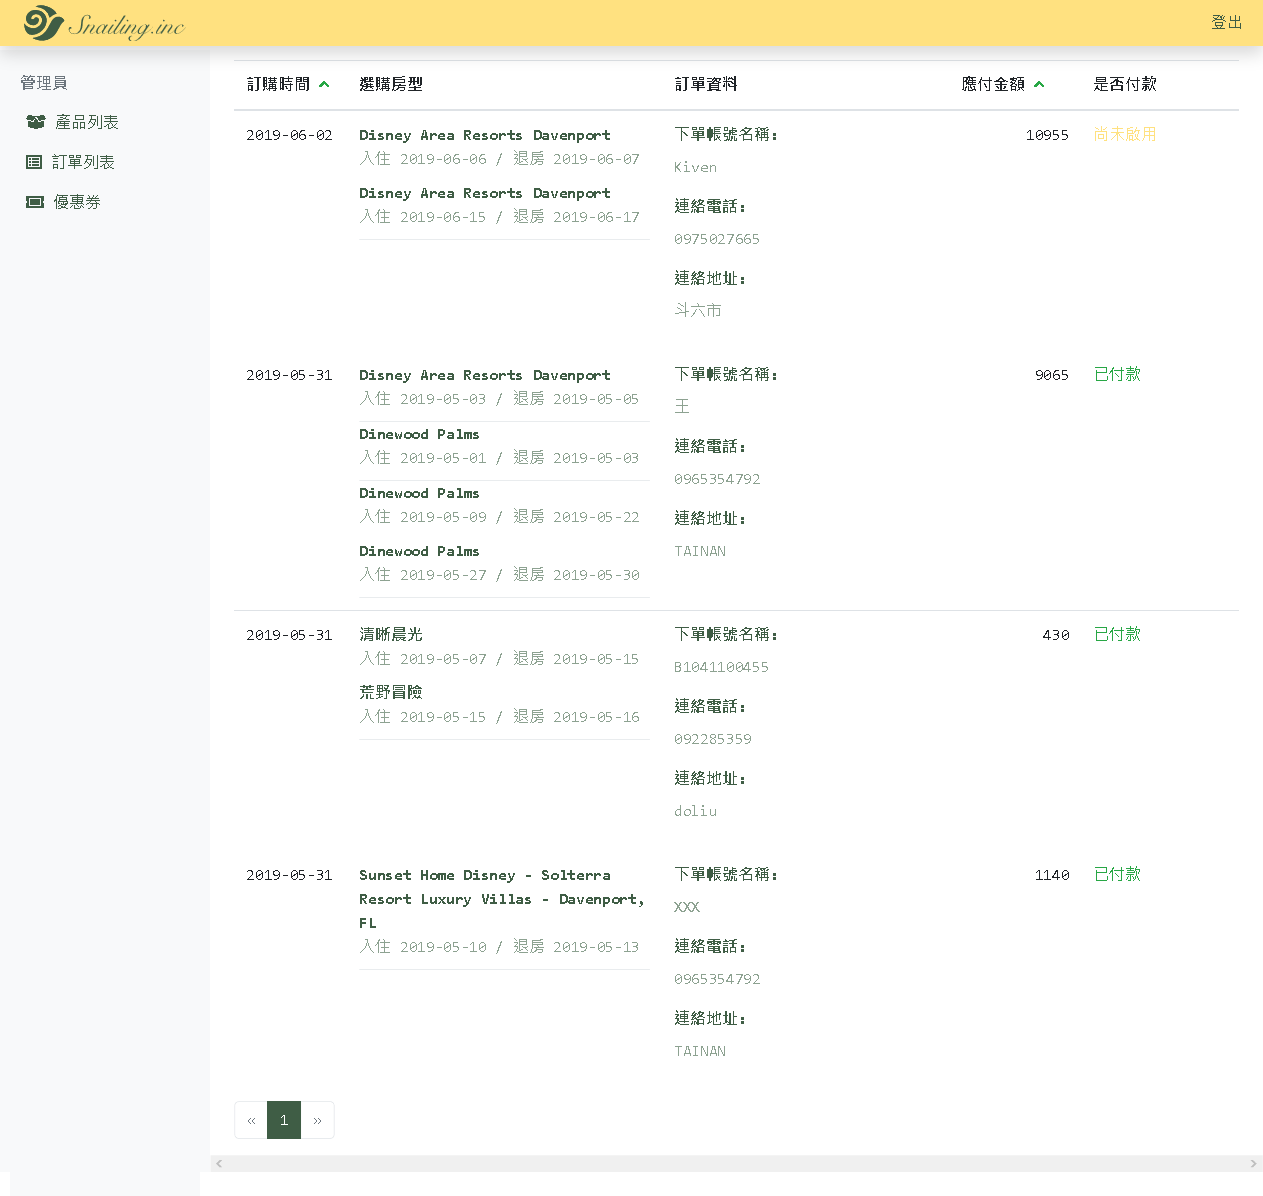 Snailing.inc
登出
管理員
產品列表
訂單列表
優惠券
訂購時間 選購房型 訂單資料 應付金額 是否付款
2019-06-02 Disney Area Resorts Davenport 下單帳號名稱： 10955 尚未啟用
入住 2019-06-06 / 退房 2019-06-07
Kiven
Disney Area Resorts Davenport
連絡電話：
入住 2019-06-15 / 退房 2019-06-17
0975027665
連絡地址：
斗六市
2019-05-31 Disney Area Resorts Davenport 下單帳號名稱： 9065 已付款
入住 2019-05-03 / 退房 2019-05-05
王
Dinewood Palms
連絡電話：
入住 2019-05-01 / 退房 2019-05-03
0965354792
Dinewood Palms
入住 2019-05-09 / 退房 2019-05-22
連絡地址：
Dinewood Palms
TAINAN
入住 2019-05-27 / 退房 2019-05-30
2019-05-31 清晰晨光 下單帳號名稱： 430 已付款
入住 2019-05-07 / 退房 2019-05-15
B1041100455
荒野冒險
連絡電話：
入住 2019-05-15 / 退房 2019-05-16
092285359
連絡地址：
doliu
2019-05-31 Sunset Home Disney - Solterra 下單帳號名稱： 1140 已付款
Resort Luxury Villas - Davenport,
XXX
FL
入住 2019-05-10 / 退房 2019-05-13
連絡電話：
0965354792
連絡地址：
TAINAN
« 1 »